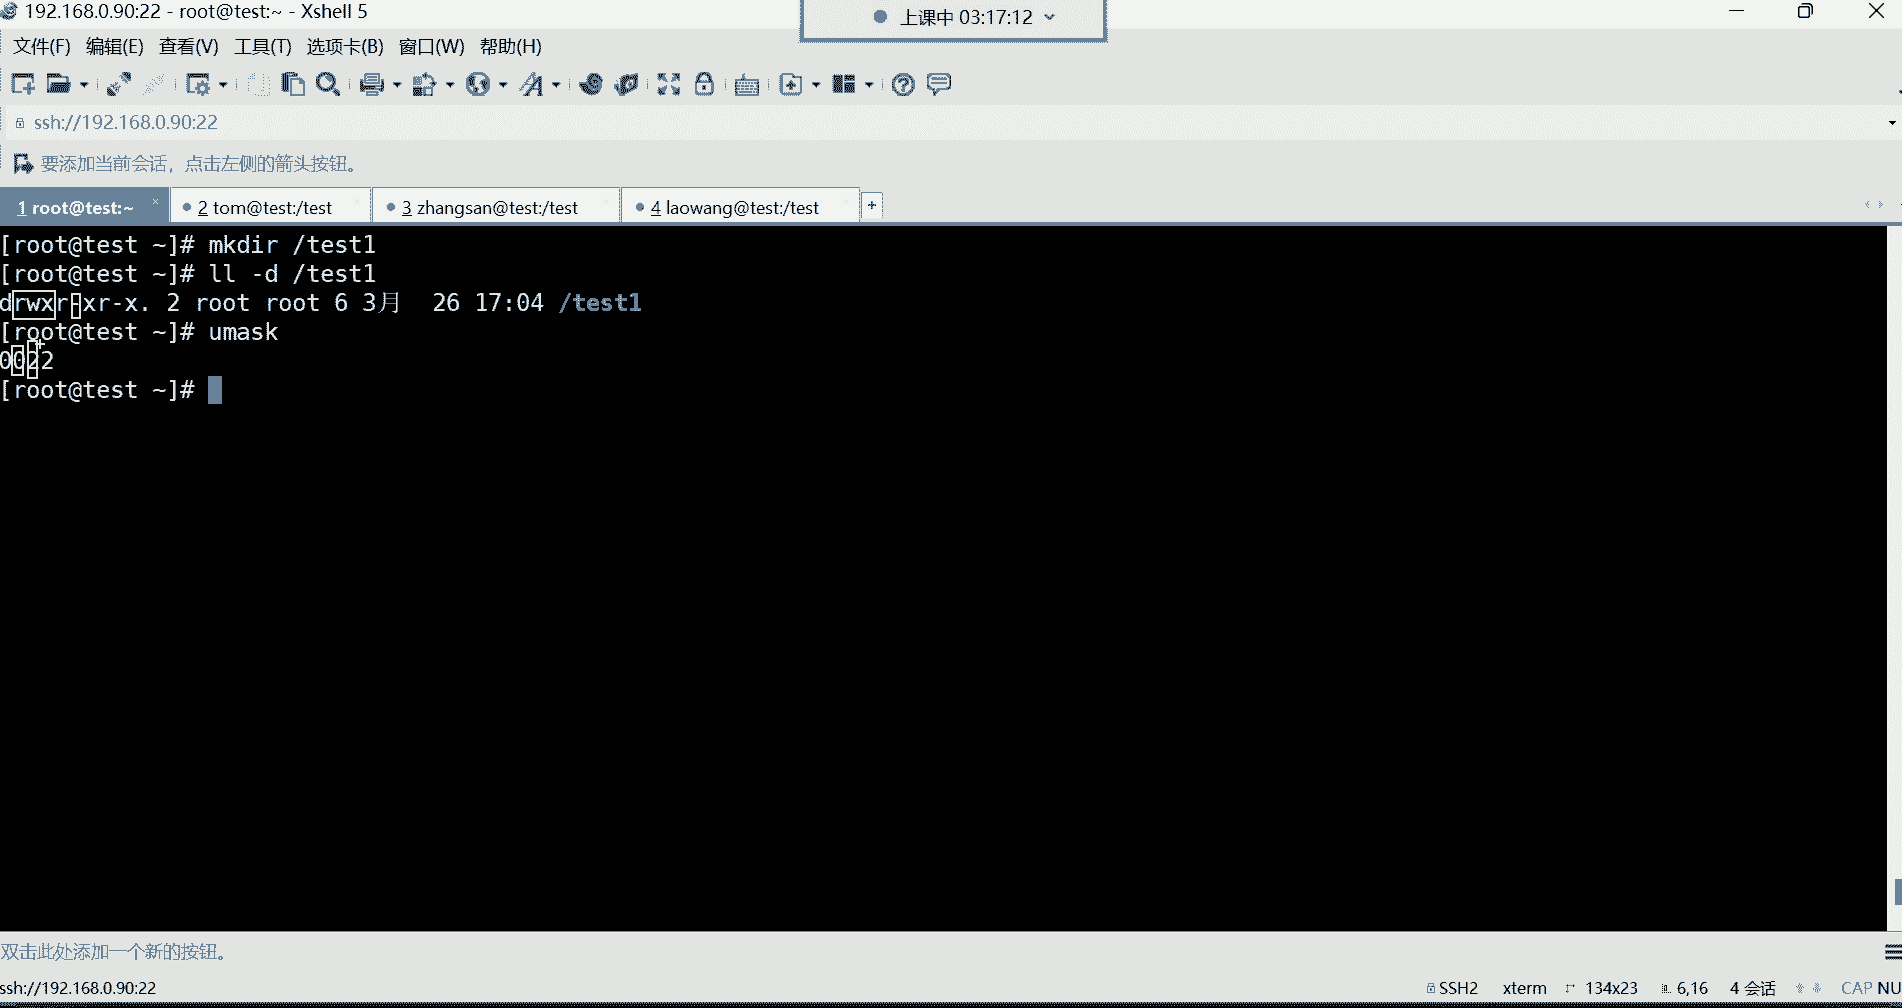 192.168.0.90:22 - root@test:~ - Xshell 5
上课中 03:17:12
文件(F) 编辑(E) 查看(V) 工具(T) 选项卡(B) 窗口(W) 帮助(H)
ssh://192.168.0.90:22
要添加当前会话，点击左侧的箭头按钮。
1 root@test:~ 2 tom@test:/test 3 zhangsan@test:/test 4 laowang@test:/test
[root@test ~]# mkdir /test1
[root@test ~]# ll -d /test1
drwxr-xr-x. 2 root root 6 3月  26 17:04 /test1
[root@test ~]# umask
0022
[root@test ~]#
双击此处添加一个新的按钮。
ssh://192.168.0.90:22 SSH2 xterm 134x23 6,16 4 会话 CAP NU